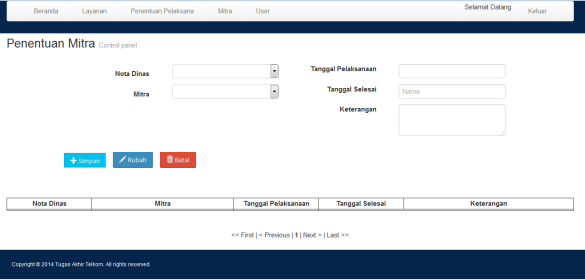 Beranda Layanan Penentuan Pelaksana Mitra User Selamat Datang Keluar
Penentuan Mitra Control panel
Nota Dinas Tanggal Pelaksanaan
Mitra Tanggal Selesai Nama
Keterangan
Simpan Rubah Batal
Nota Dinas Mitra Tanggal Pelaksanaan Tanggal Selesai Keterangan
<< First | < Previous | 1 | Next > | Last >>
Copyright © 2014 Tugas Akhir Telkom. All rights reserved.